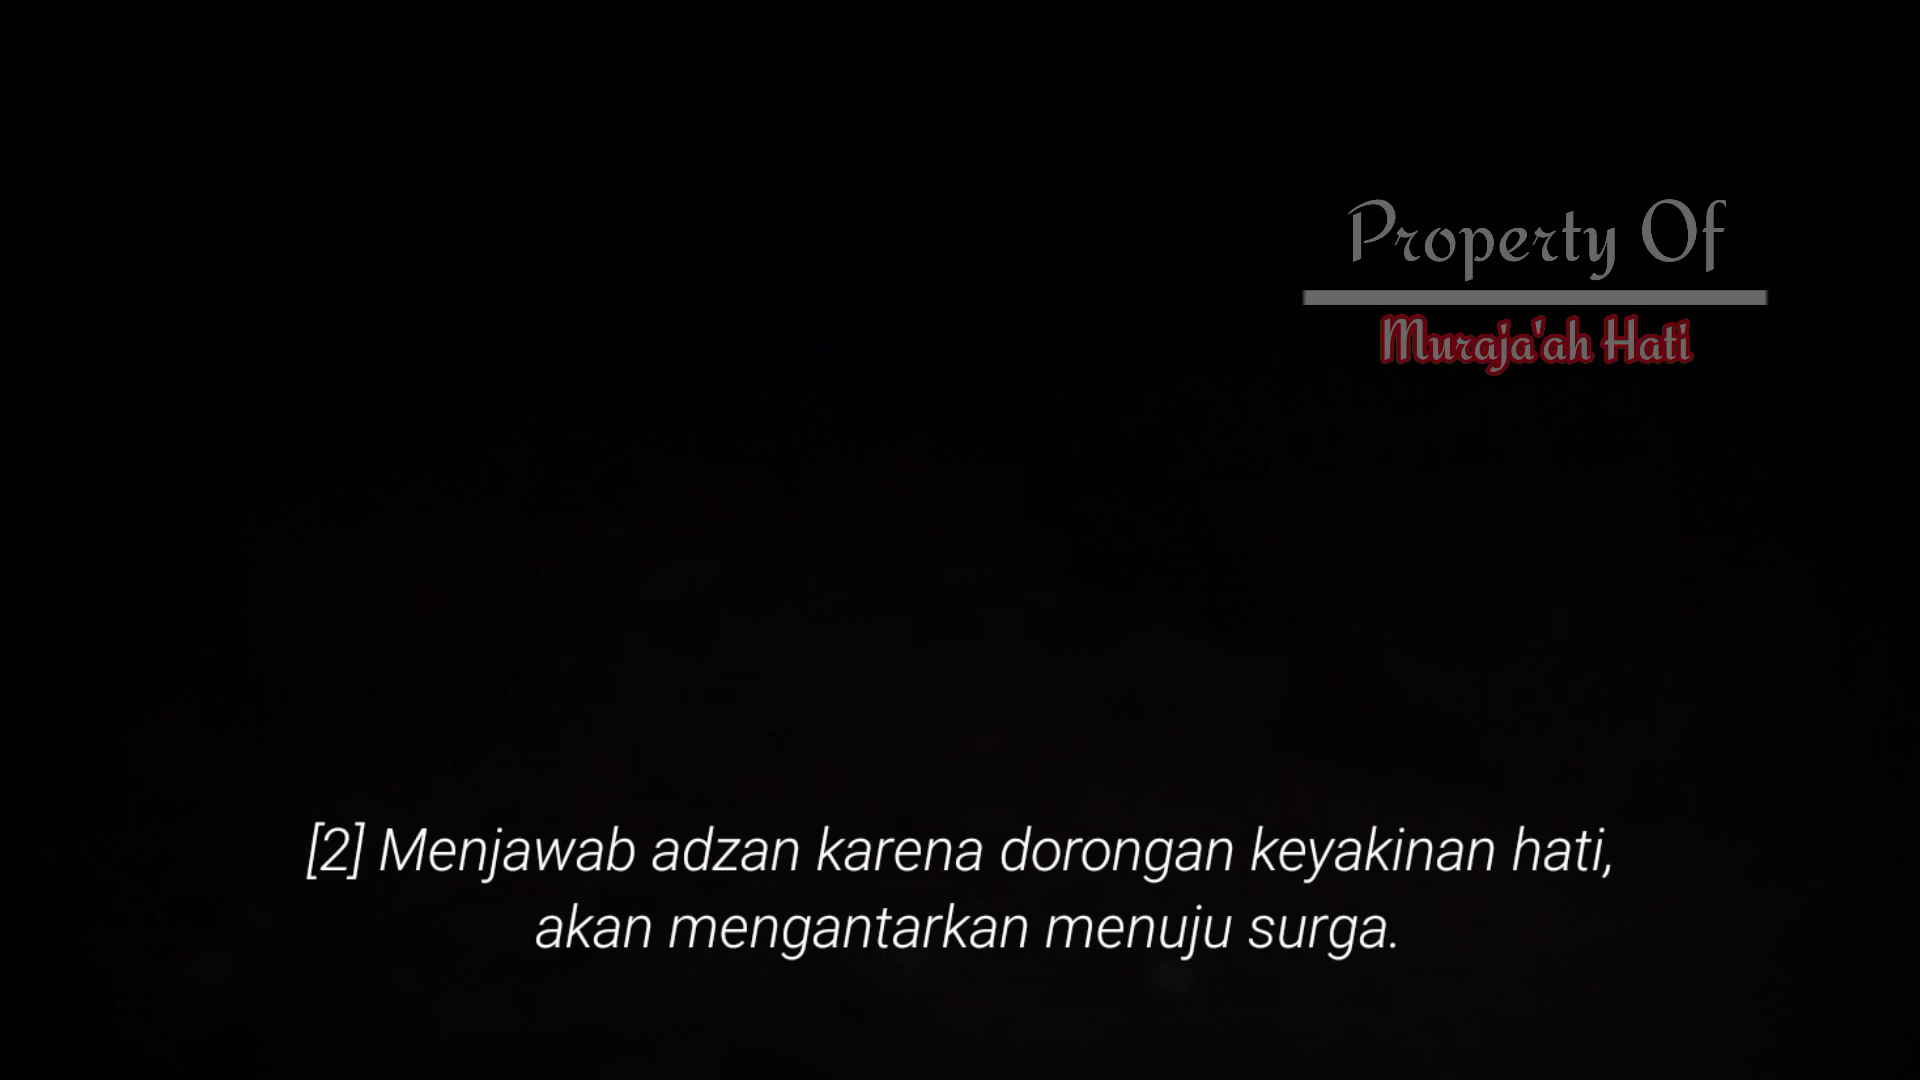 Property Of
Muraja'ah Hati
[2] Menjawab adzan karena dorongan keyakinan hati,
akan mengantarkan menuju surga.